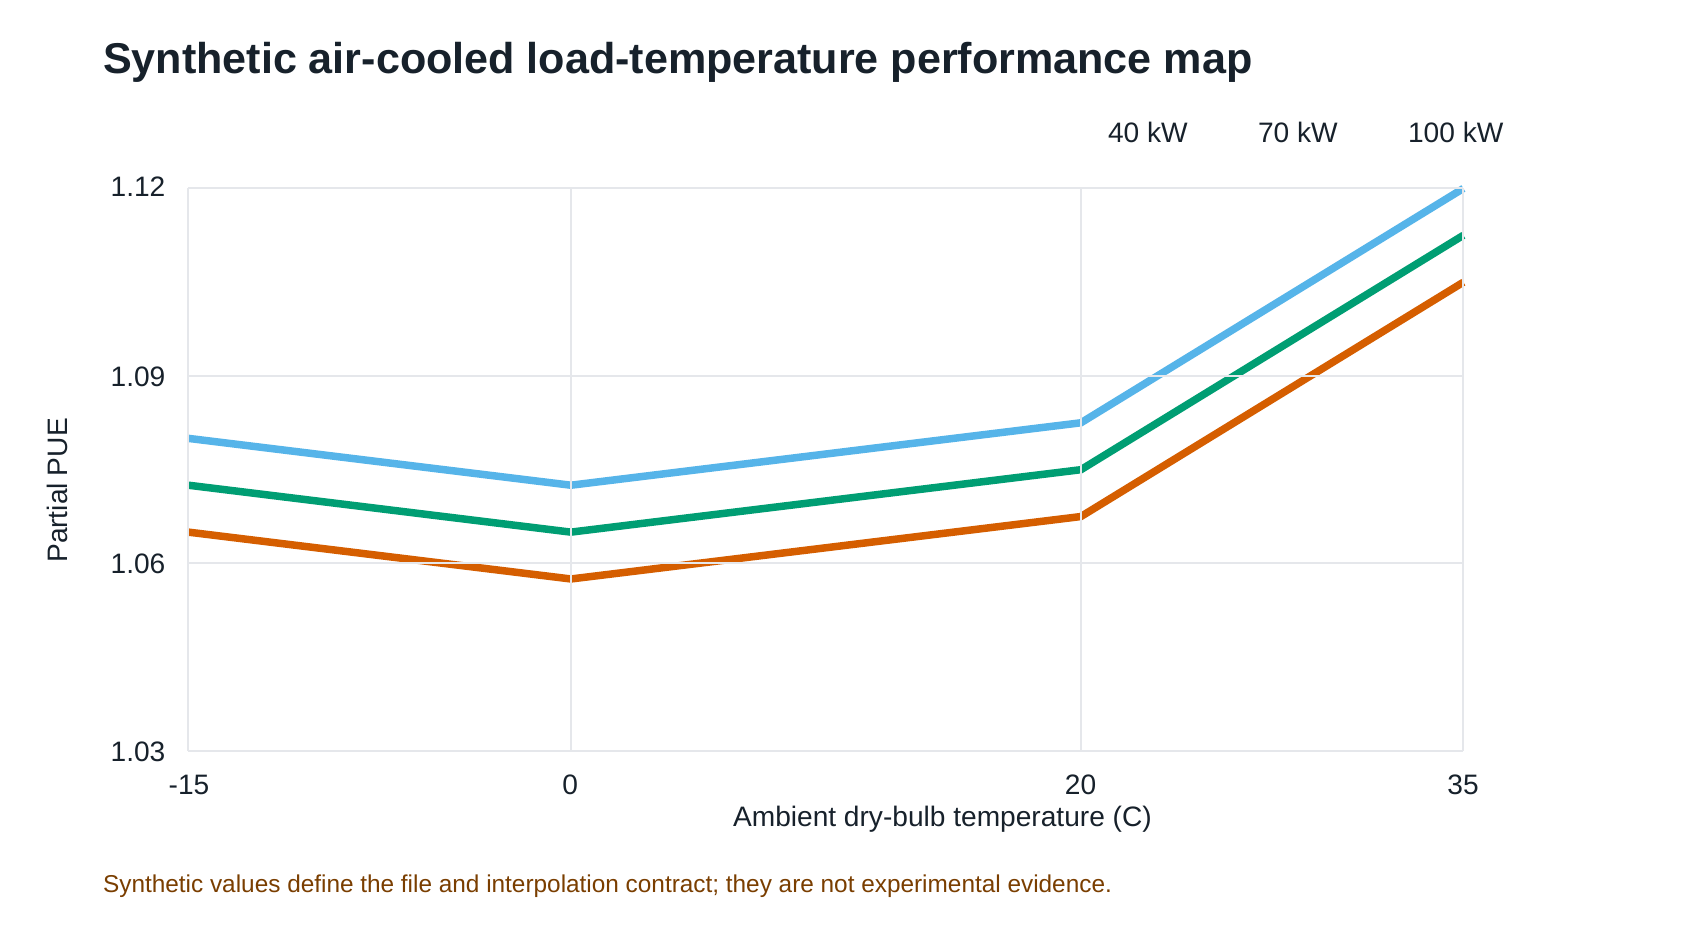 Synthetic air-cooled load-temperature performance map
40 kW 70 kW 100 kW
1.12
1.09
Partial PUE
1.06
1.03
-15 0 20 35
Ambient dry-bulb temperature (C)
Synthetic values define the file and interpolation contract; they are not experimental evidence.